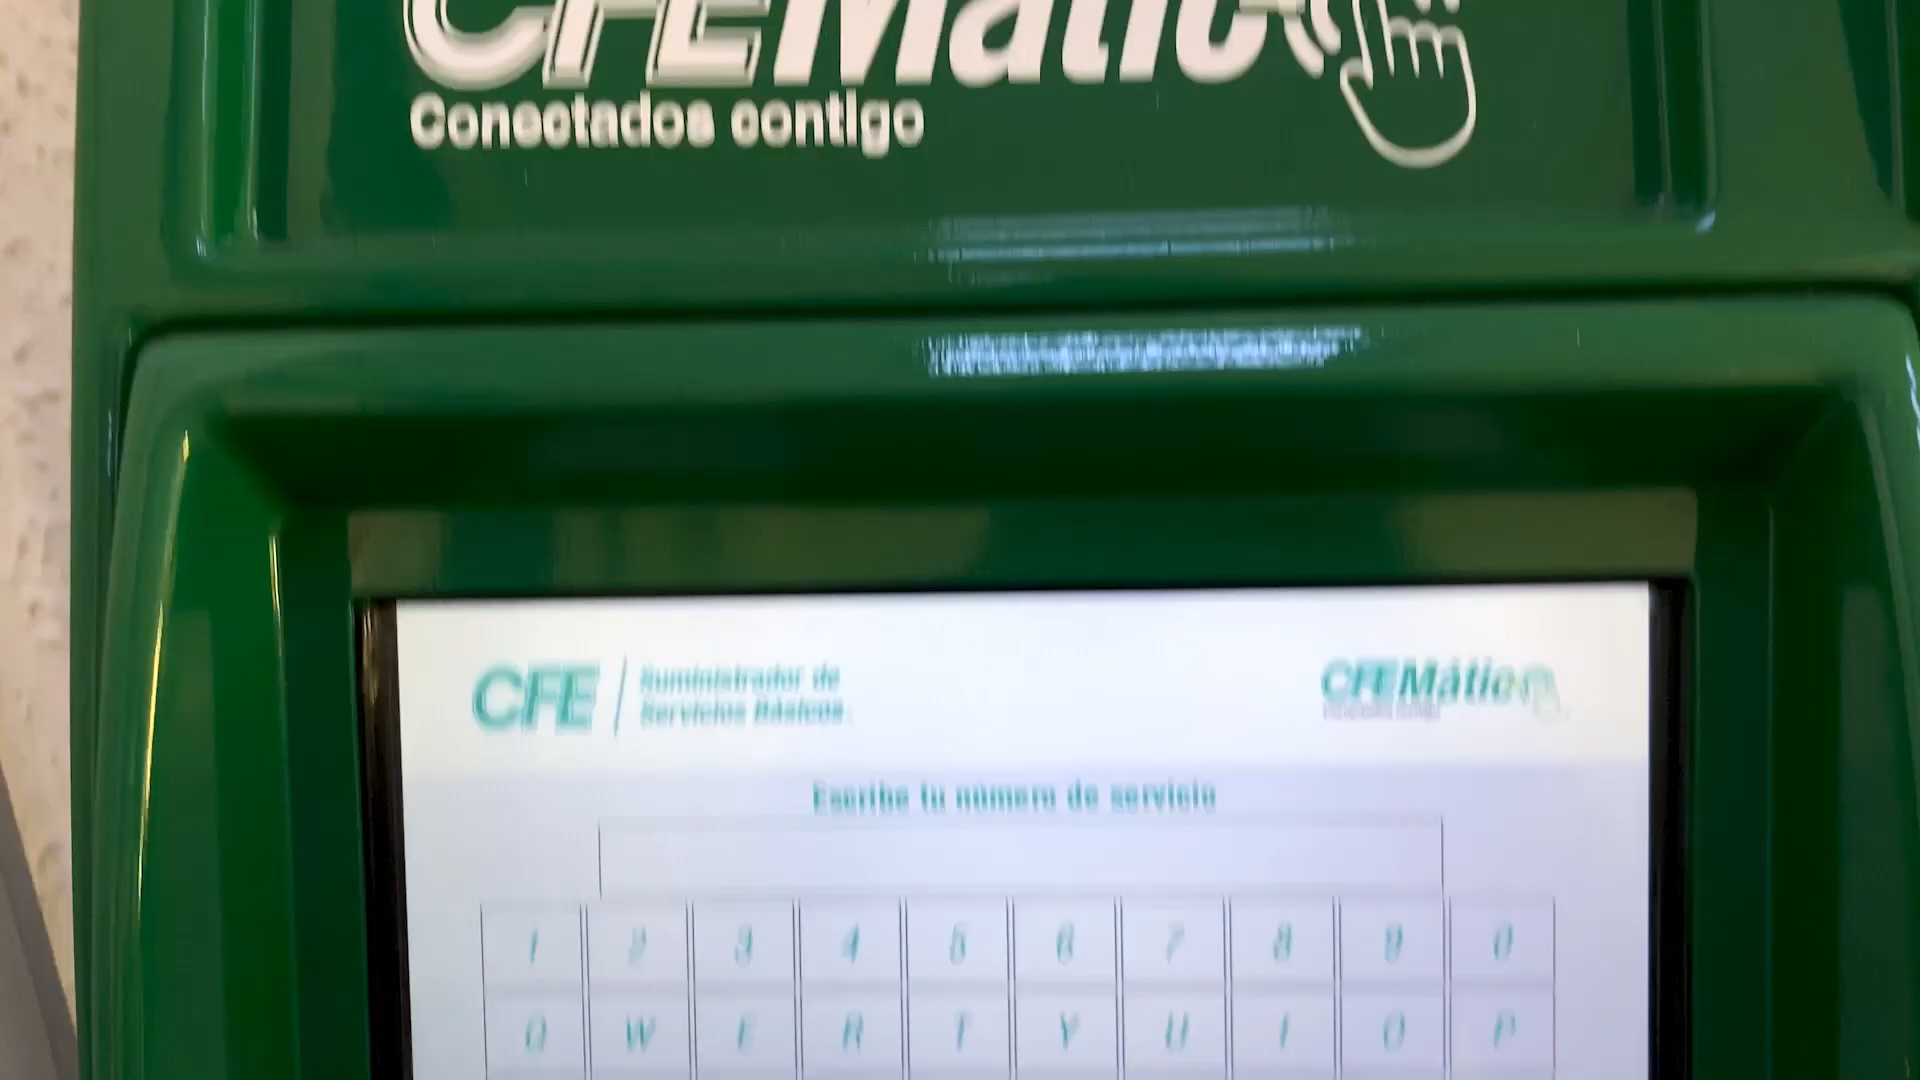 CFEMático
Conectados contigo
CFE
Suministrador de
Servicios Básicos
CFEMático
Escribe tu número de servicio
1 2 3 4 5 6 7 8 9 0
Q W E R T Y U I O P